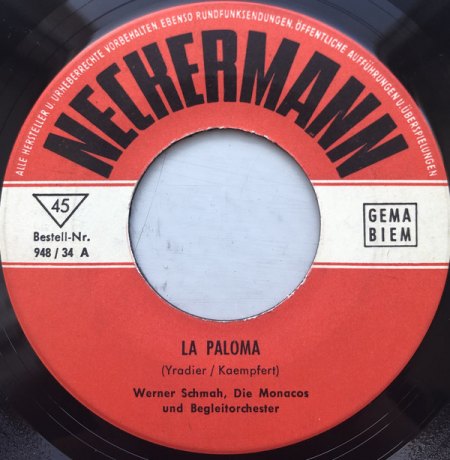 ALLE HERSTELLER U. URHEBERRECHTE VORBEHALTEN EBENSO RUNDFUNKSENDUNGEN, ÖFFENTLICHE AUFFÜHRUNGEN U. ÜBERSPIELUNGEN
NECKERMANN
45
Bestell-Nr.
948 / 34 A
GEMA
BIEM
LA PALOMA
(Yradier / Kaempfert)
Werner Schmah, Die Monacos
und Begleitorchester